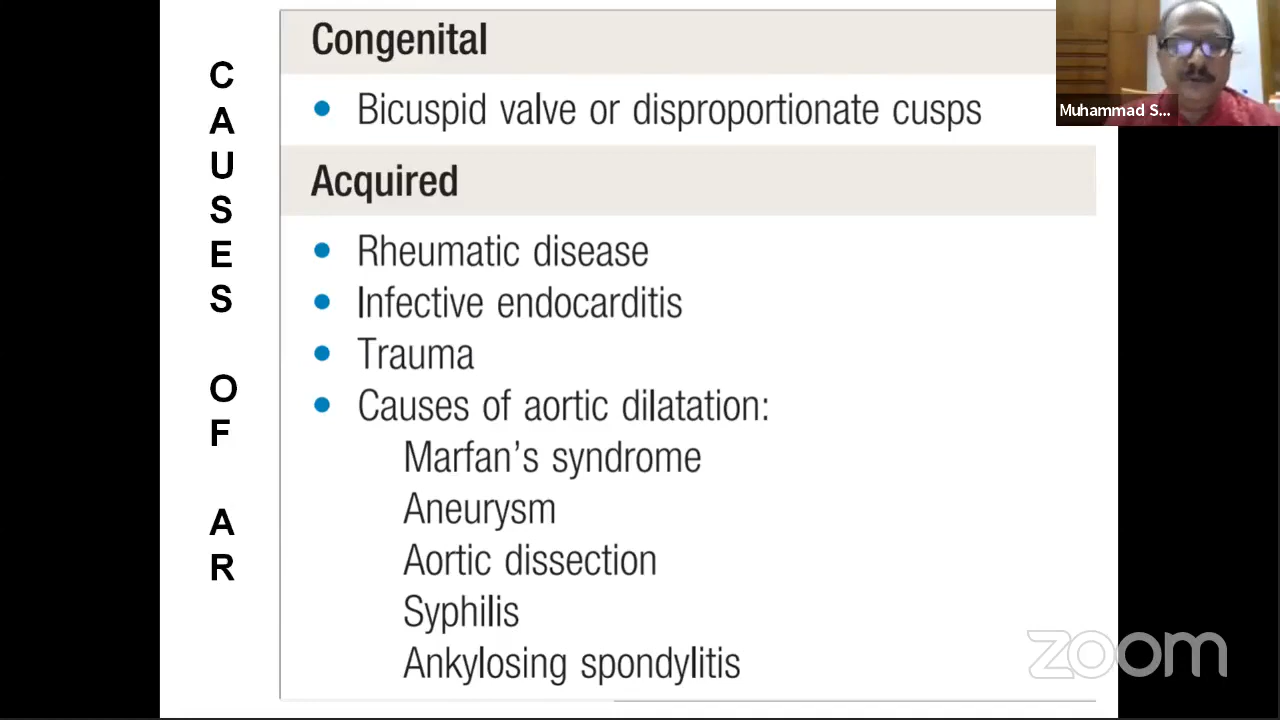 CAUSES OF AR
Congenital
• Bicuspid valve or disproportionate cusps
Acquired
• Rheumatic disease
• Infective endocarditis
• Trauma
• Causes of aortic dilatation:
Marfan’s syndrome
Aneurysm
Aortic dissection
Syphilis
Ankylosing spondylitis
Muhammad S...
zoom